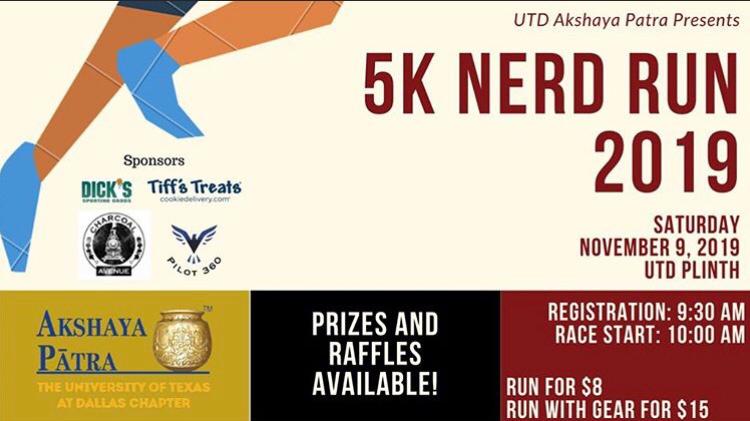 UTD Akshaya Patra Presents
5K NERD RUN
2019
SATURDAY
NOVEMBER 9, 2019
UTD PLINTH
Sponsors
DICK'S
SPORTING GOODS
Tiff's Treats
cookiedelivery.com
CHARCOAL
AVENUE
PILOT 360
AKSHAYA
PĀTRA
TM
THE UNIVERSITY OF TEXAS
AT DALLAS CHAPTER
PRIZES AND
RAFFLES
AVAILABLE!
REGISTRATION: 9:30 AM
RACE START: 10:00 AM
RUN FOR $8
RUN WITH GEAR FOR $15